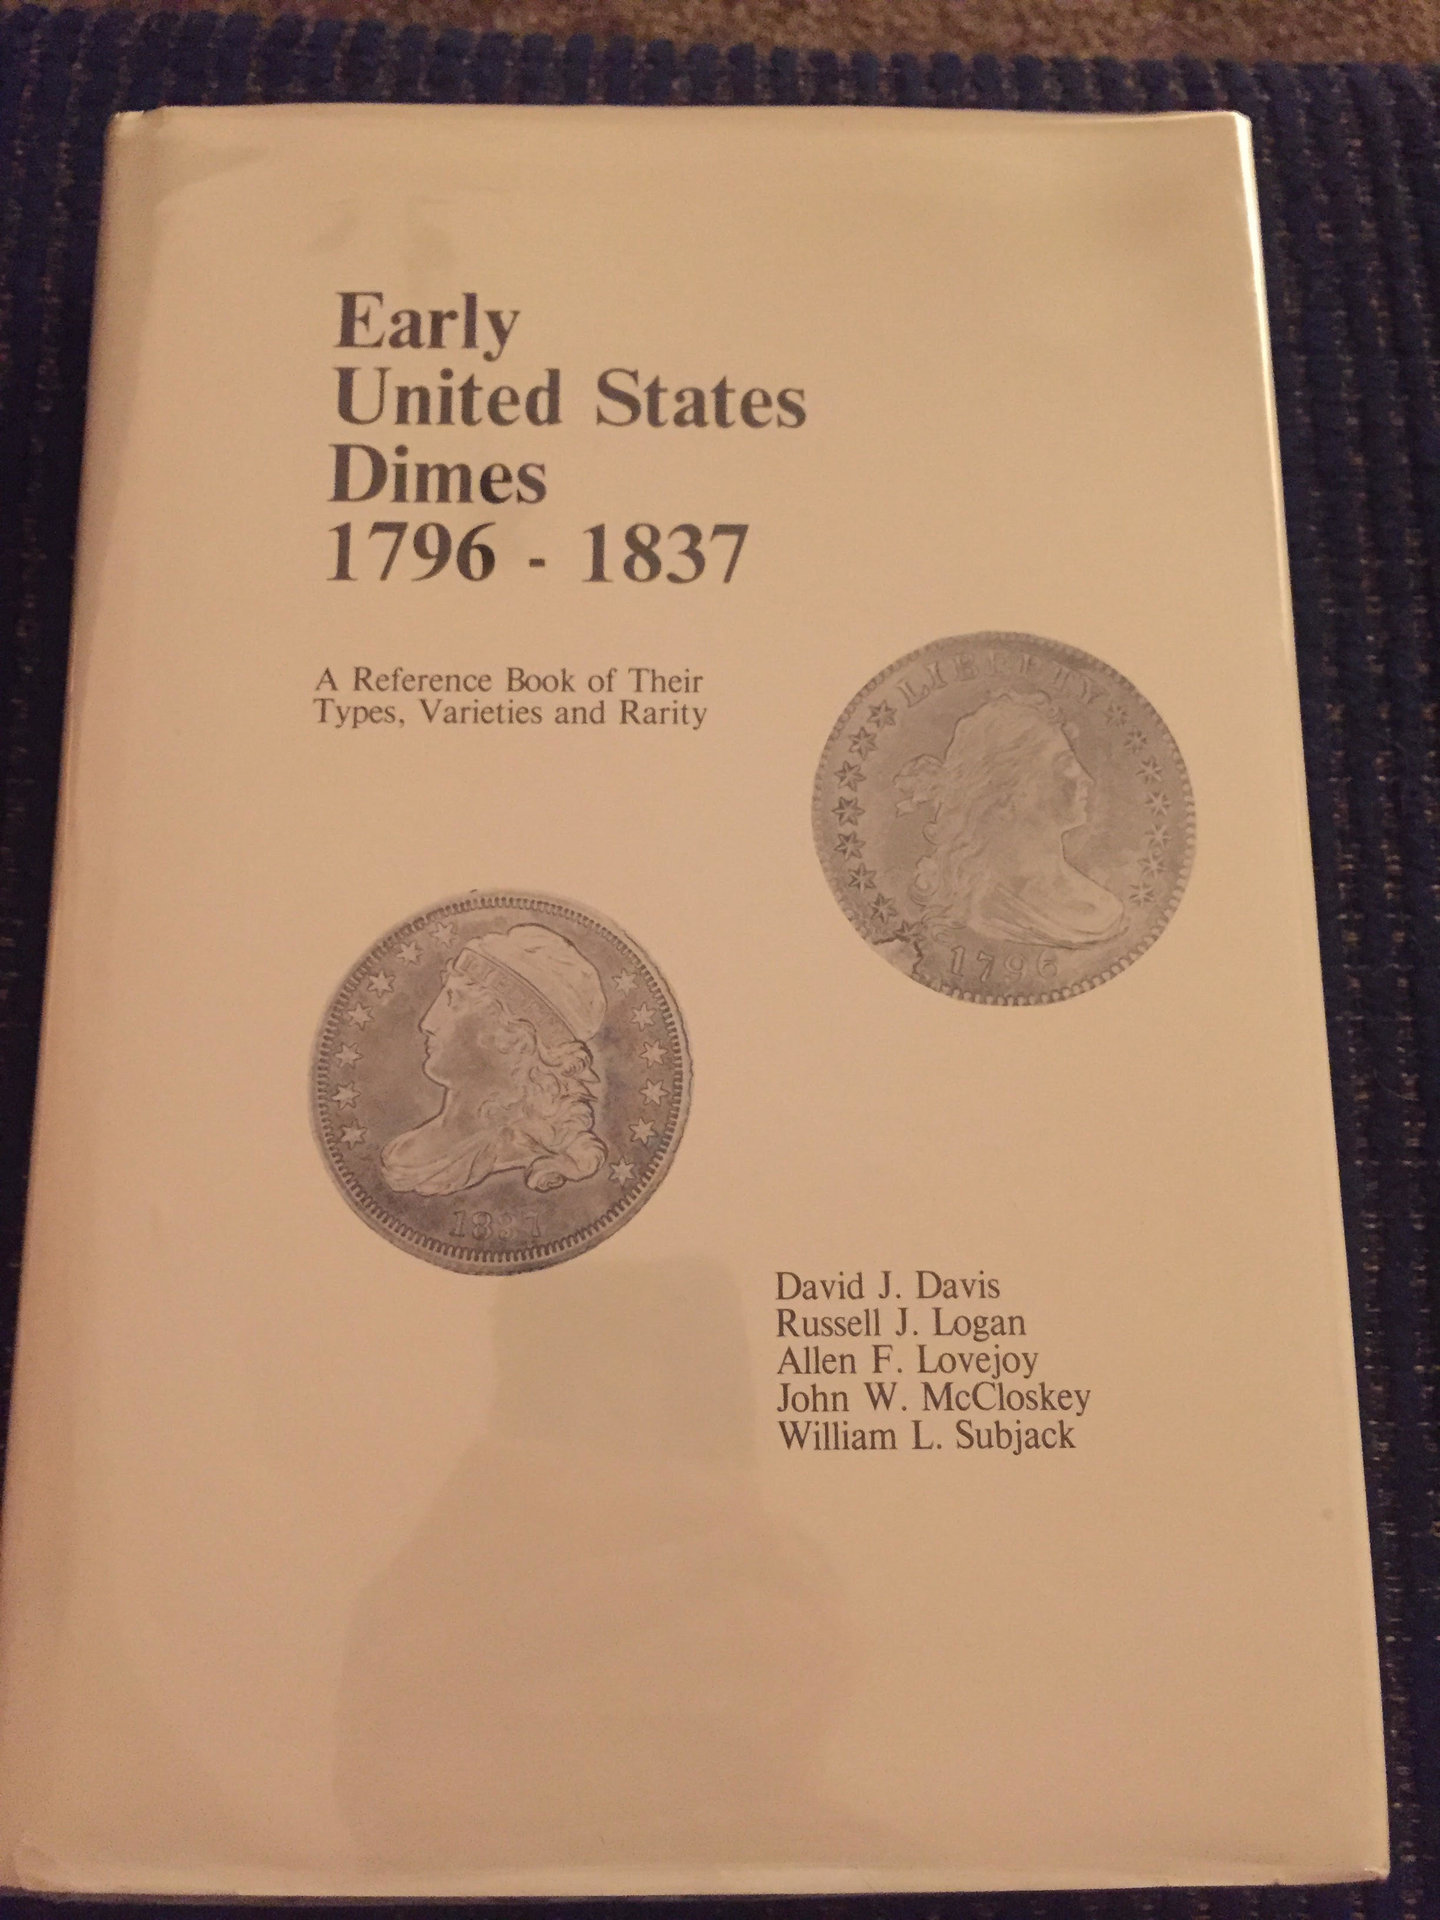 Early
United States
Dimes
1796 - 1837
A Reference Book of Their
Types, Varieties and Rarity
LIBERTY
1796
LIBERTY
1837
David J. Davis
Russell J. Logan
Allen F. Lovejoy
John W. McCloskey
William L. Subjack